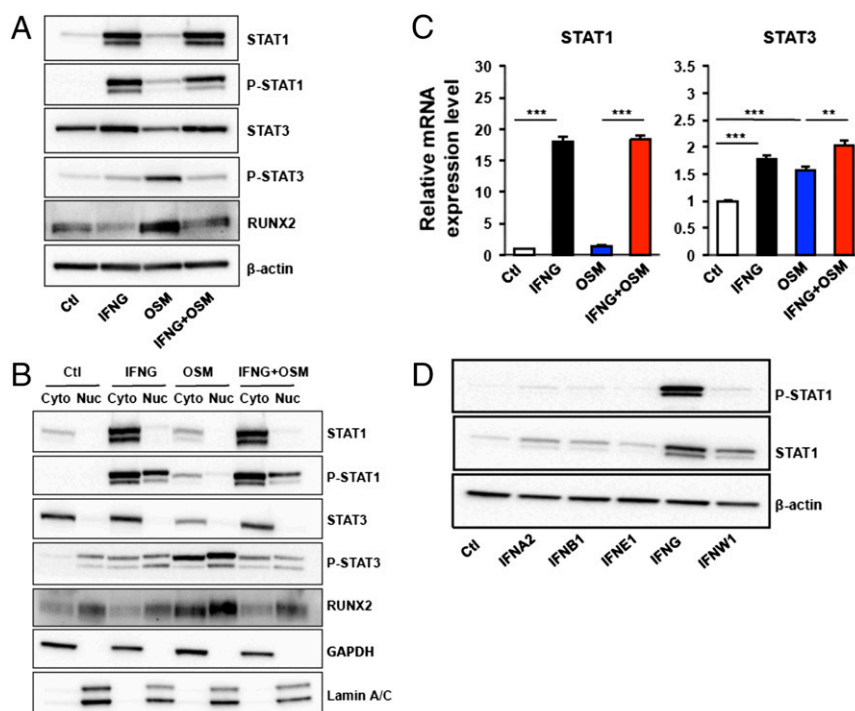 A
STAT1
P-STAT1
STAT3
P-STAT3
RUNX2
β-actin
Ctl IFNG OSM IFNG+OSM
C
STAT1 STAT3
Relative mRNA
expression level
30
25
20
15
10
5
0
*** ***
Ctl IFNG OSM IFNG+OSM
3.5
3
2.5
2
1.5
1
0.5
0
*** **
***
Ctl IFNG OSM IFNG+OSM
B
Ctl IFNG OSM IFNG+OSM
Cyto Nuc Cyto Nuc Cyto Nuc Cyto Nuc
STAT1
P-STAT1
STAT3
P-STAT3
RUNX2
GAPDH
Lamin A/C
D
P-STAT1
STAT1
β-actin
Ctl IFNA2 IFNB1 IFNE1 IFNG IFNW1